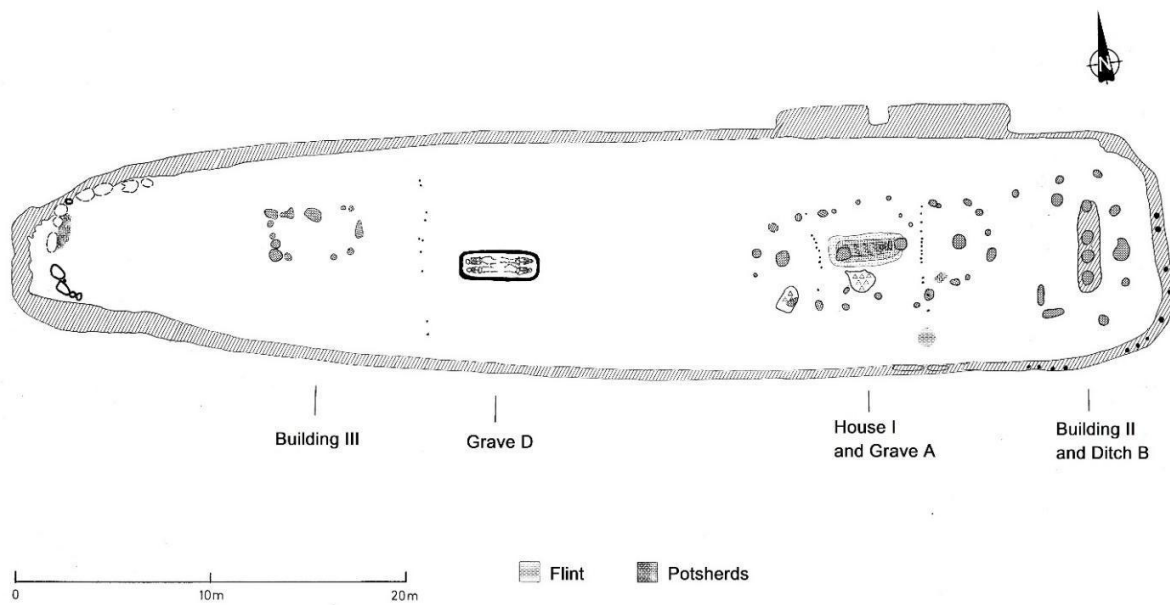 N
Building III
Grave D
House I
and Grave A
Building II
and Ditch B
0
10m
20m
Flint
Potsherds